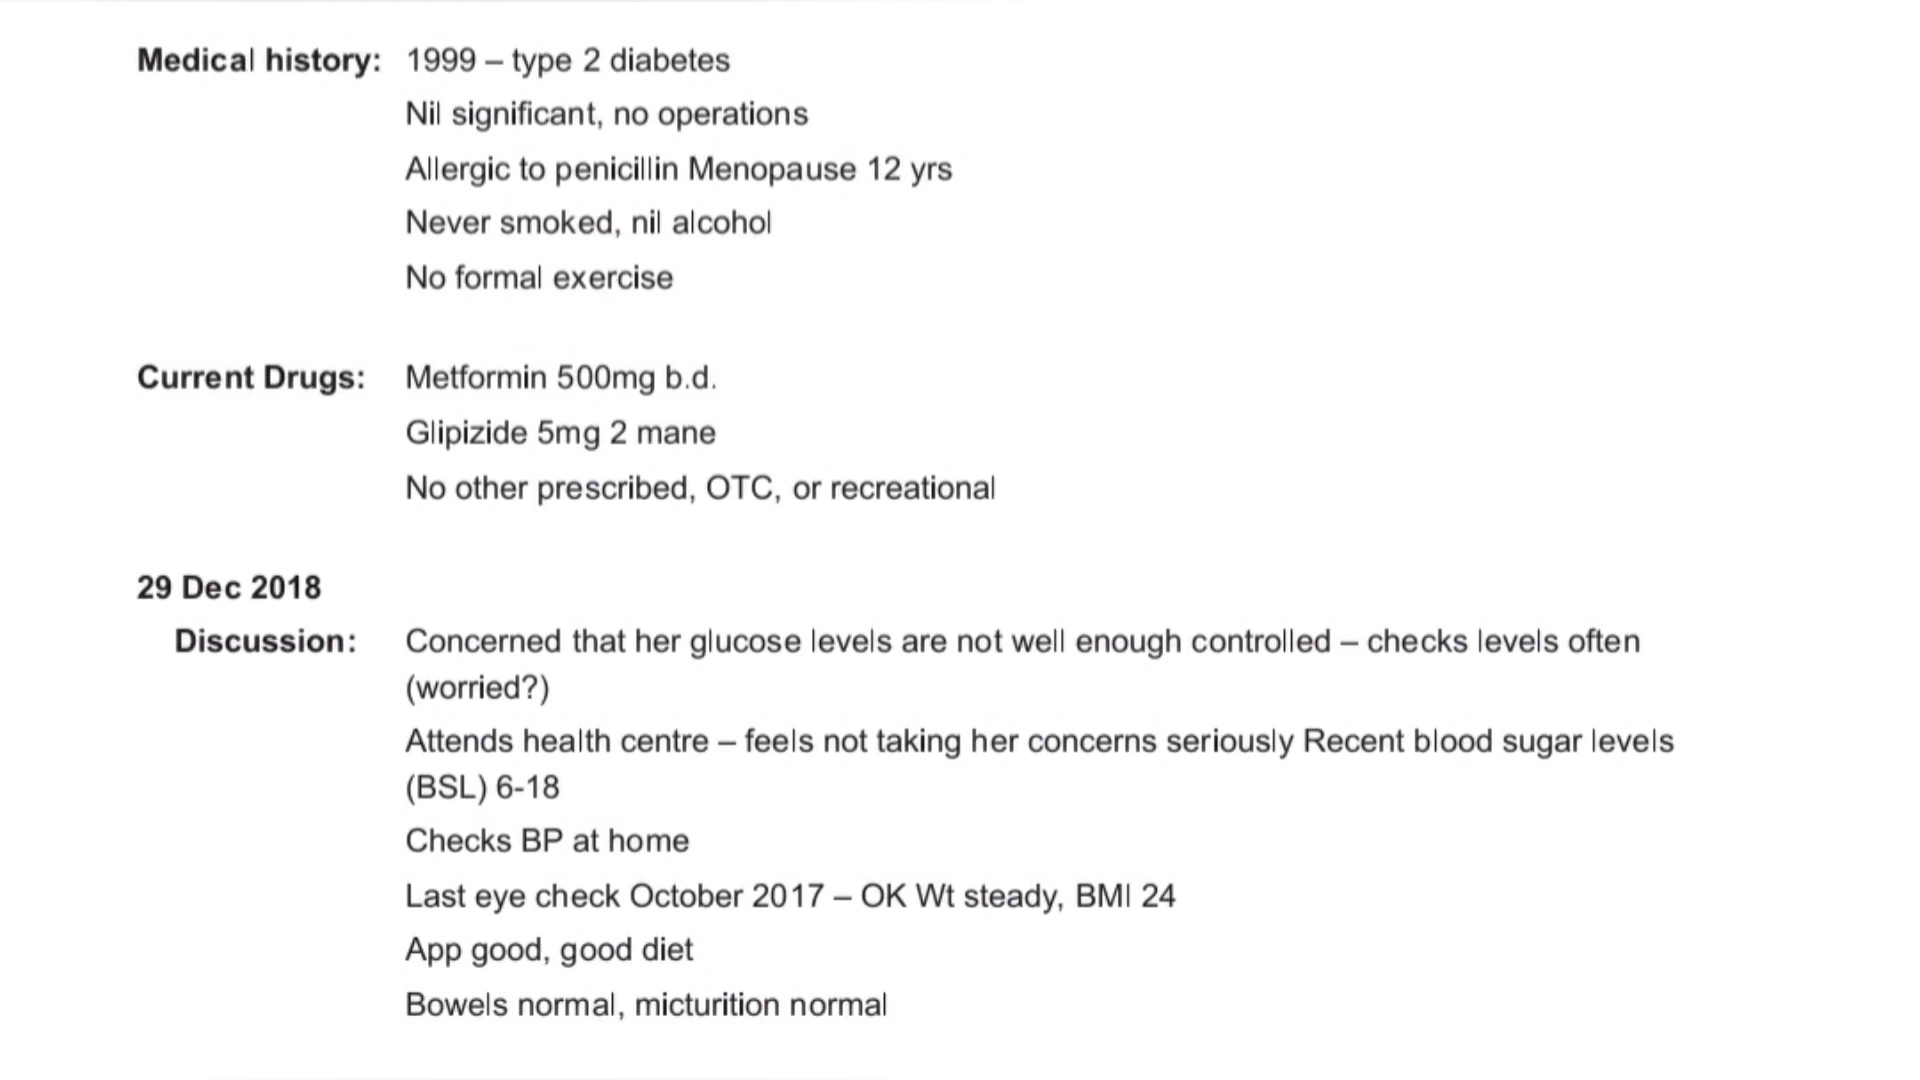 Medical history: 1999 – type 2 diabetes
Nil significant, no operations
Allergic to penicillin Menopause 12 yrs
Never smoked, nil alcohol
No formal exercise
Current Drugs: Metformin 500mg b.d.
Glipizide 5mg 2 mane
No other prescribed, OTC, or recreational
29 Dec 2018
Discussion: Concerned that her glucose levels are not well enough controlled – checks levels often
(worried?)
Attends health centre – feels not taking her concerns seriously Recent blood sugar levels
(BSL) 6-18
Checks BP at home
Last eye check October 2017 – OK Wt steady, BMI 24
App good, good diet
Bowels normal, micturition normal